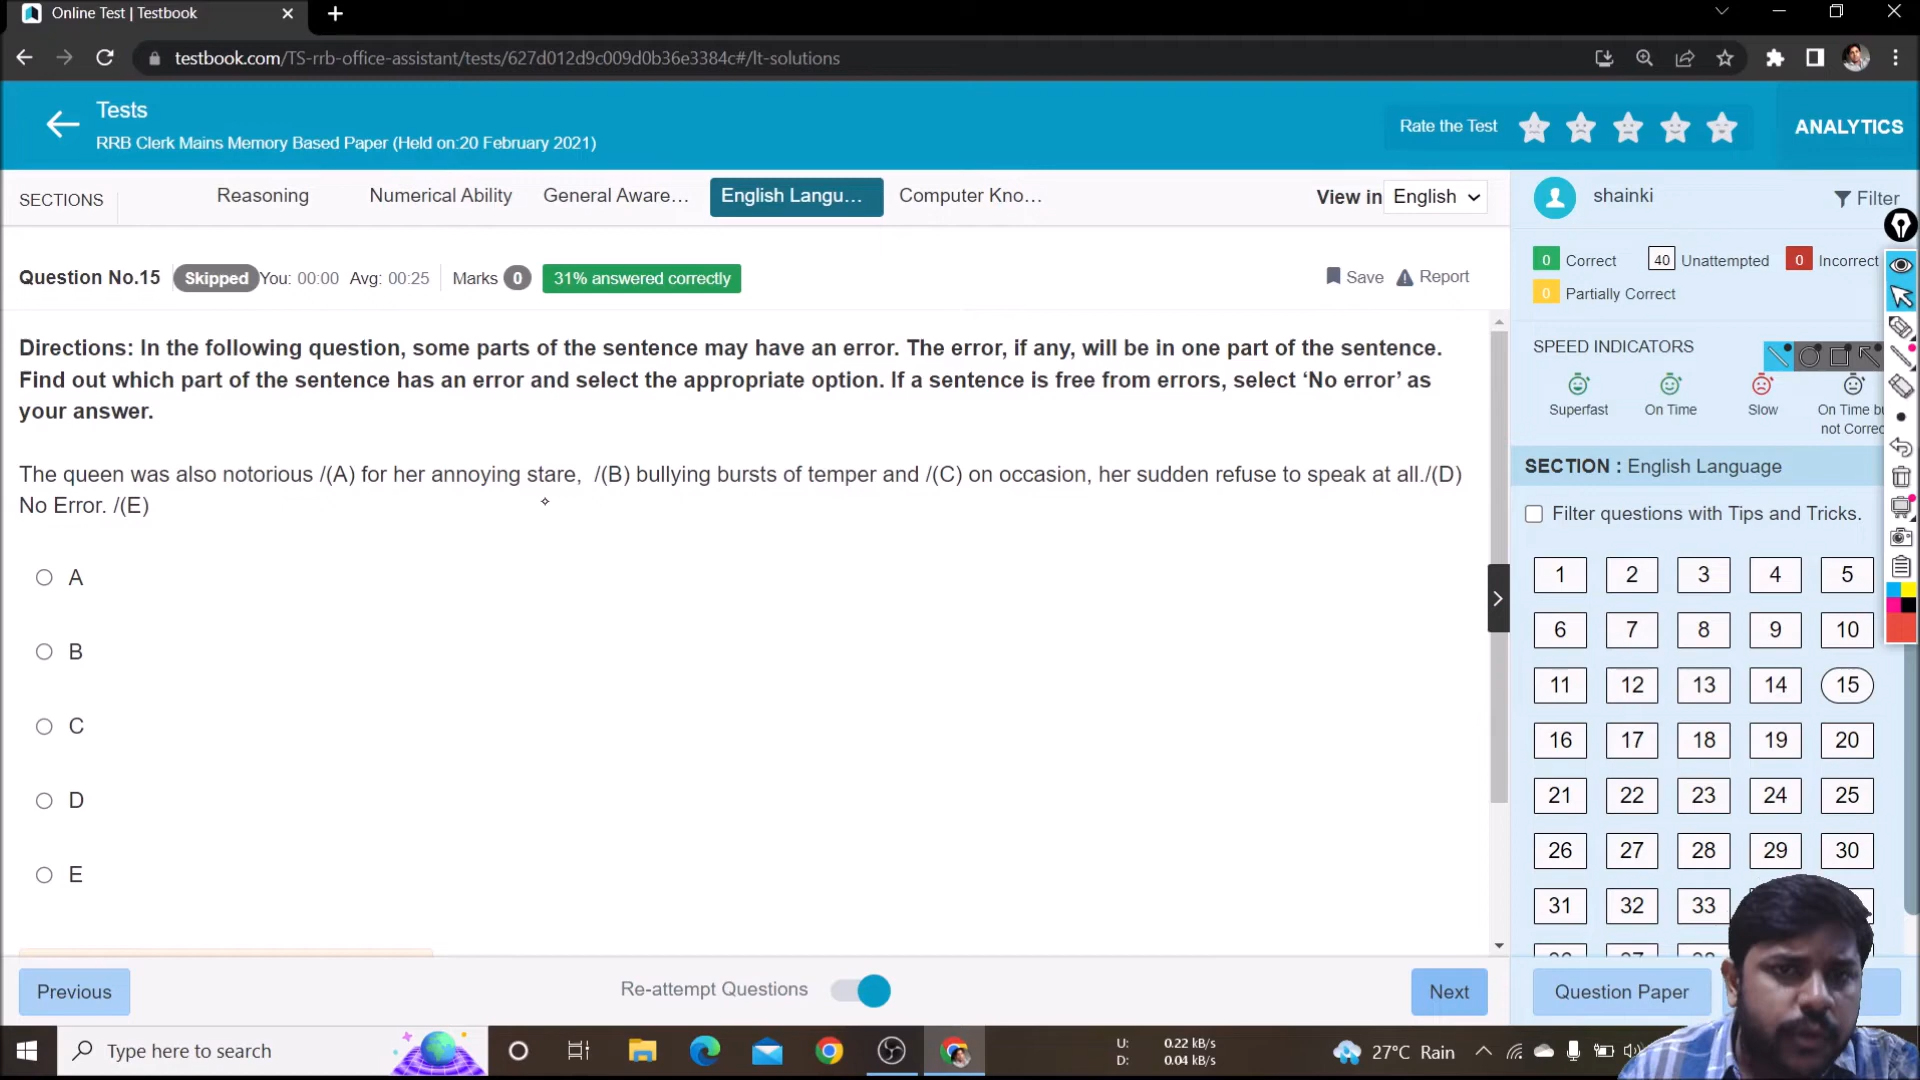 Online Test | Testbook
testbook.com/TS-rrb-office-assistant/tests/627d012d9c009d0b36e3384c#/lt-solutions
Tests
RRB Clerk Mains Memory Based Paper (Held on:20 February 2021)
Rate the Test
ANALYTICS
SECTIONS
Reasoning
Numerical Ability
General Aware...
English Langu...
Computer Kno...
View in English
shainki
Filter
Question No.15 Skipped You: 00:00 Avg: 00:25 Marks 0 31% answered correctly
Save Report
0 Correct 40 Unattempted 0 Incorrect
0 Partially Correct
Directions: In the following question, some parts of the sentence may have an error. The error, if any, will be in one part of the sentence.
Find out which part of the sentence has an error and select the appropriate option. If a sentence is free from errors, select ‘No error’ as
your answer.
The queen was also notorious /(A) for her annoying stare, /(B) bullying bursts of temper and /(C) on occasion, her sudden refuse to speak at all./(D)
No Error. /(E)
A
B
C
D
E
SPEED INDICATORS
Superfast On Time Slow On Time
not Correc
SECTION : English Language
Filter questions with Tips and Tricks.
1 2 3 4 5
6 7 8 9 10
11 12 13 14 15
16 17 18 19 20
21 22 23 24 25
26 27 28 29 30
31 32 33
Previous
Re-attempt Questions
Next
Question Paper
Type here to search
U: 0.22 kB/s
D: 0.04 kB/s
27°C Rain